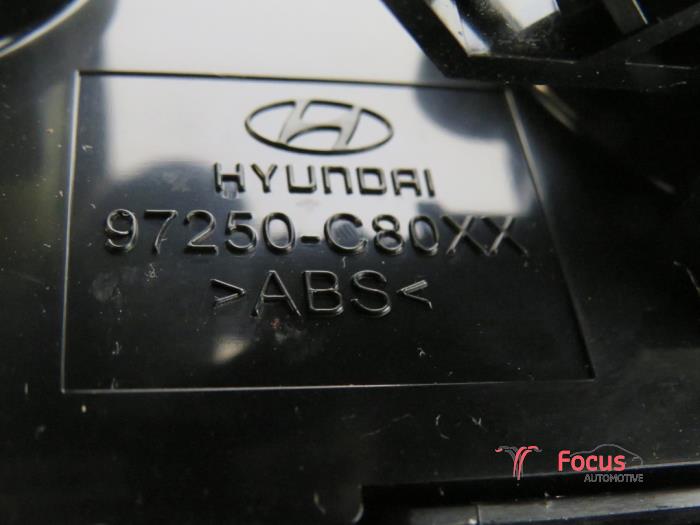 HYUNDAI
97250-C80XX
>ABS<
Focus
AUTOMOTIVE